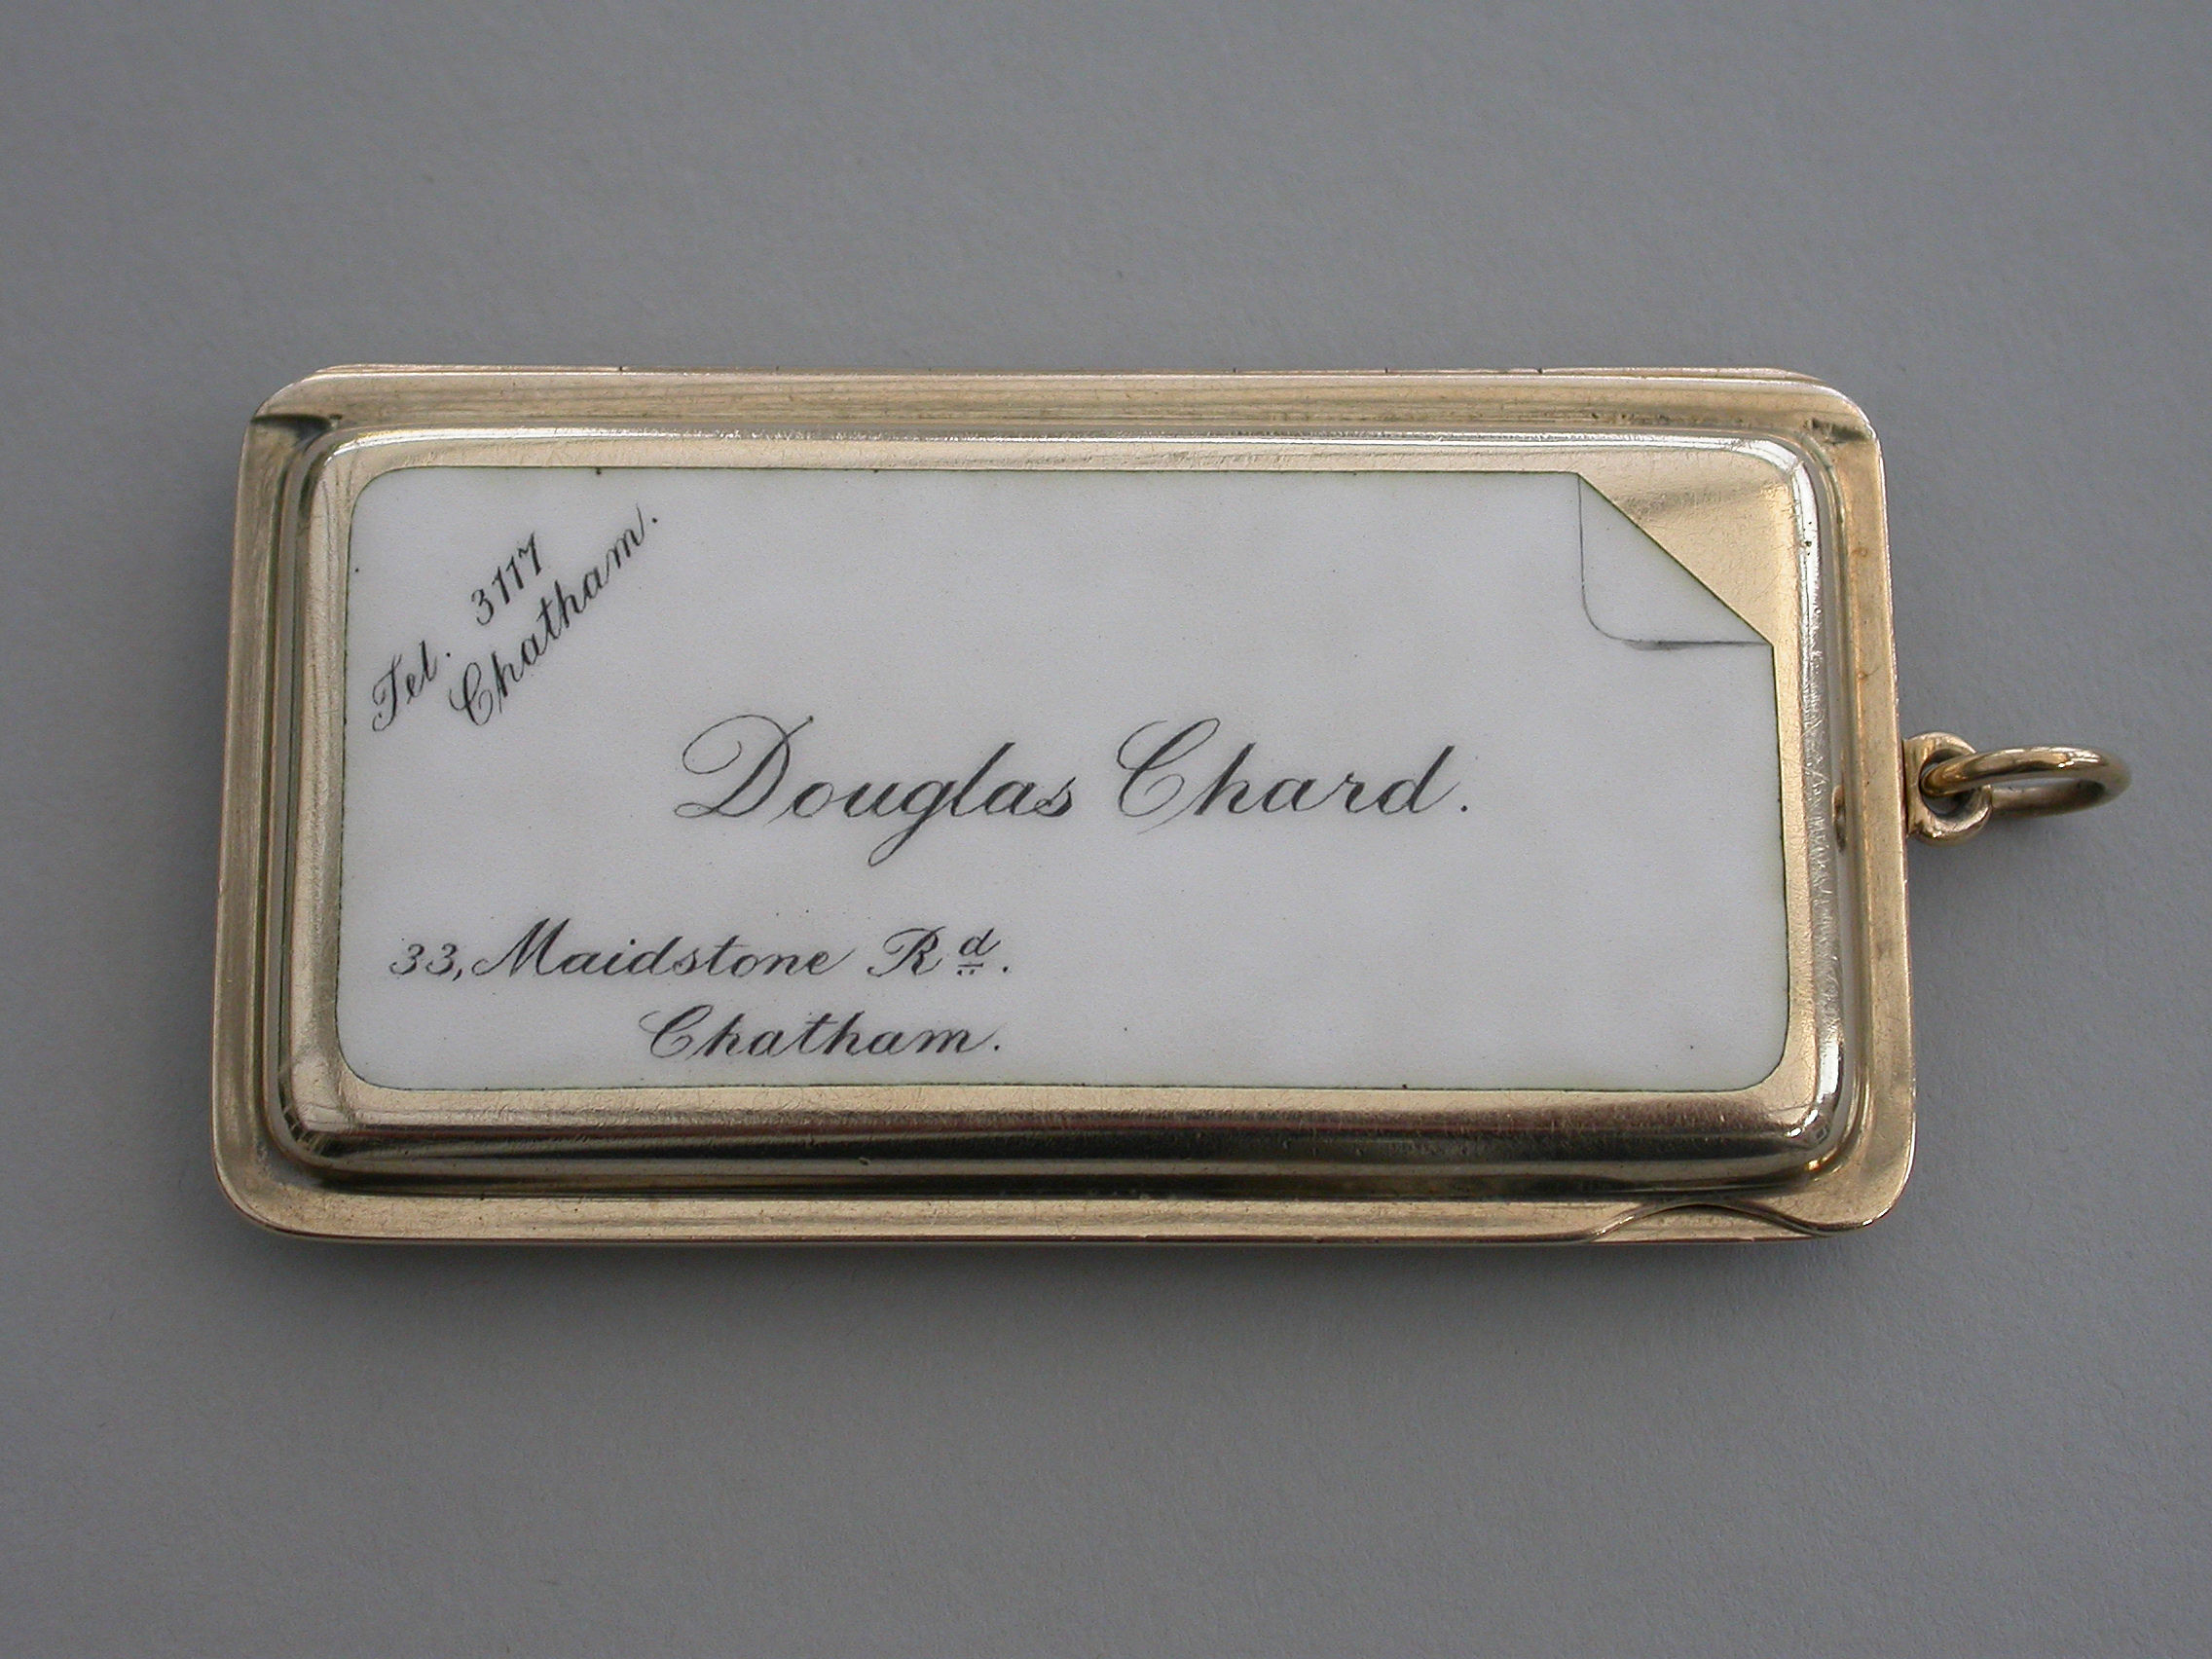 Tel. 3117
Chatham.
Douglas Chard.
33, Maidstone Rd.
Chatham.